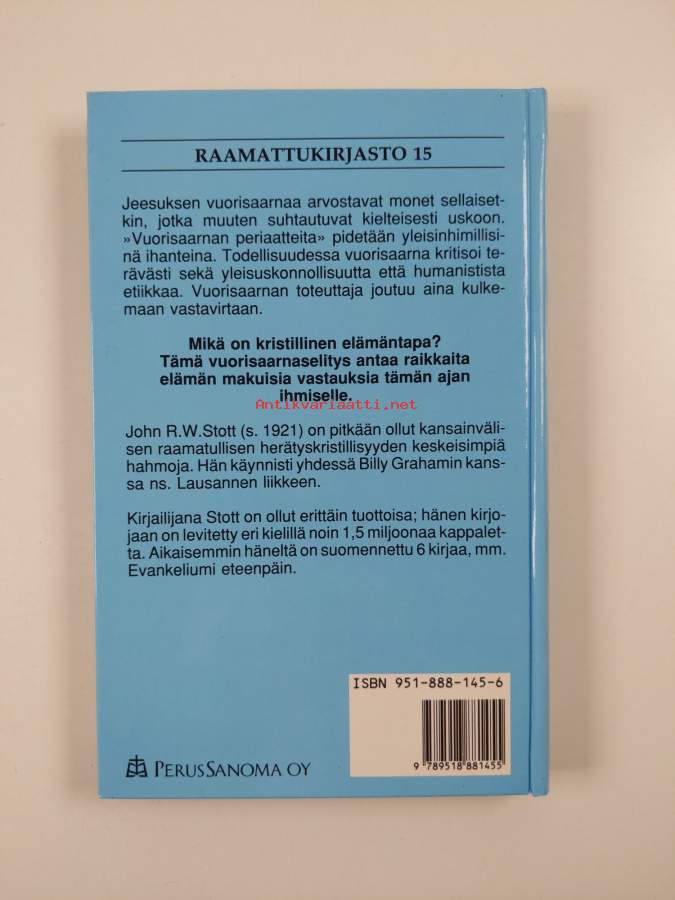 RAAMATTUKIRJASTO 15
Jeesuksen vuorisaarnaa arvostavat monet sellaiset-
kin, jotka muuten suhtautuvat kielteisesti uskoon.
»Vuorisaarnan periaatteita» pidetään yleisinhimillisi-
nä ihanteina. Todellisuudessa vuorisaarna kritisoi te-
rävästi sekä yleisuskonnollisuutta että humanistista
etiikkaa. Vuorisaarnan toteuttaja joutuu aina kulke-
maan vastavirtaan.
Mikä on kristillinen elämäntapa?
Tämä vuorisaarnaselitys antaa raikkaita
elämän makuisia vastauksia tämän ajan
ihmiselle.
Antikvariaatti.net
John R.W.Stott (s. 1921) on pitkään ollut kansainväli-
sen raamatullisen herätyskristillisyyden keskeisimpiä
hahmoja. Hän käynnisti yhdessä Billy Grahamin kans-
sa ns. Lausannen liikkeen.
Kirjailijana Stott on ollut erittäin tuottoisa; hänen kirjo-
jaan on levitetty eri kielillä noin 1,5 miljoonaa kappalet-
ta. Aikaisemmin häneltä on suomennettu 6 kirjaa, mm.
Evankeliumi eteenpäin.
ISBN 951-888-145-6
9 789518 881455
PERUSSANOMA OY